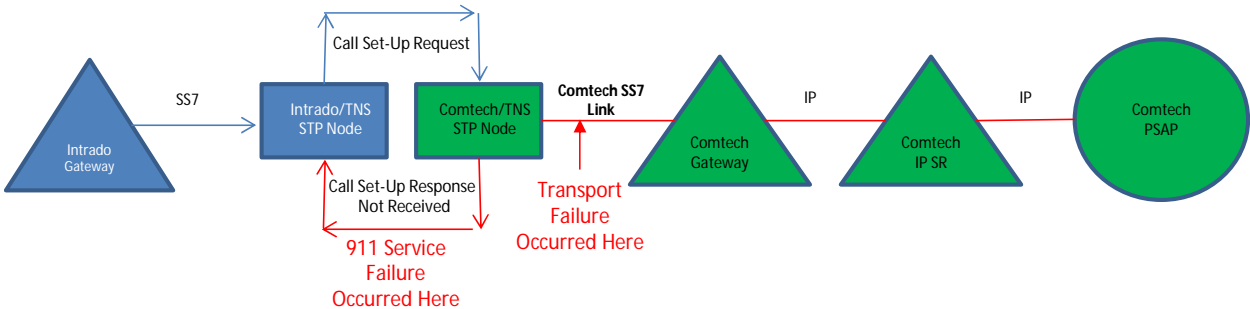 Call Set-Up Request
SS7
Intrado
Gateway
Intrado/TNS
STP Node
Comtech/TNS
STP Node
Comtech SS7
Link
Comtech
Gateway
IP
Comtech
IP SR
IP
Comtech
PSAP
Call Set-Up Response
Not Received
911 Service
Failure
Occurred Here
Transport
Failure
Occurred Here